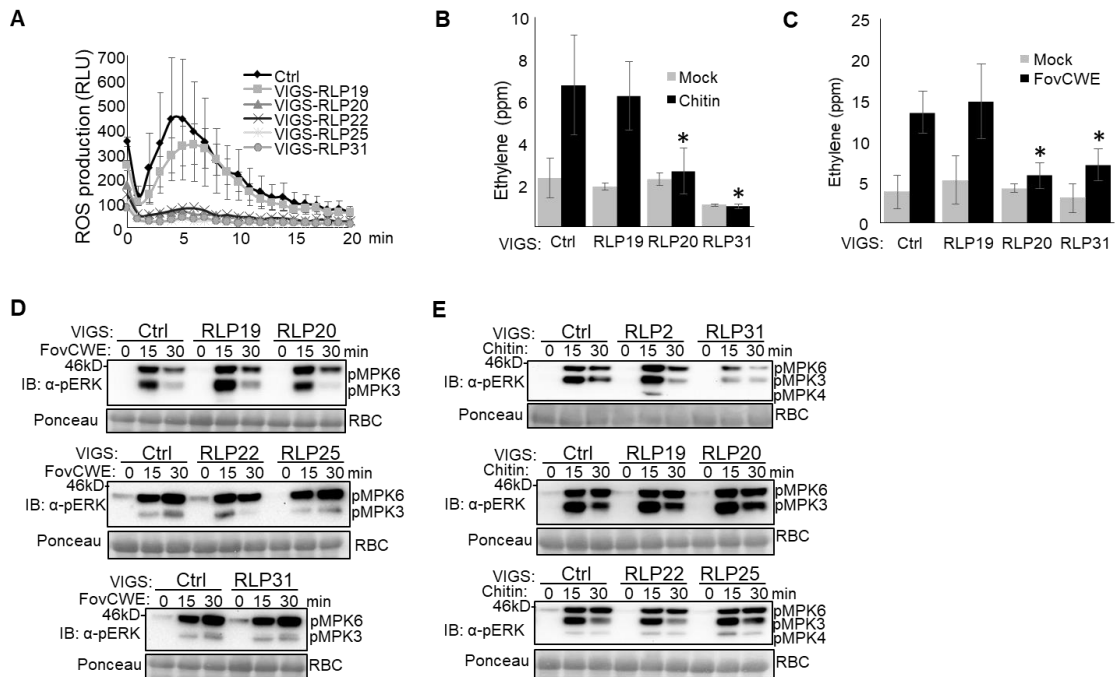 A
ROS production (RLU)
700
600
500
400
300
200
100
0
0 5 10 15 20 min
Ctrl
VIGS-RLP19
VIGS-RLP20
VIGS-RLP22
VIGS-RLP25
VIGS-RLP31
B
Ethylene (ppm)
10
8
6
4
2
Mock
Chitin
* *
VIGS: Ctrl RLP19 RLP20 RLP31
C
Ethylene (ppm)
25
20
15
10
5
0
Mock
FovCWE
* *
VIGS: Ctrl RLP19 RLP20 RLP31
D
VIGS: Ctrl RLP19 RLP20
FovCWE: 0 15 30 0 15 30 0 15 30 min
46kD-
pMPK6
IB: α-pERK
pMPK3
Ponceau RBC
VIGS: Ctrl RLP22 RLP25
FovCWE: 0 15 30 0 15 30 0 15 30 min
46kD-
pMPK6
IB: α-pERK
pMPK3
Ponceau RBC
VIGS: Ctrl RLP31
FovCWE: 0 15 30 0 15 30 min
46kD-
pMPK6
IB: α-pERK
pMPK3
Ponceau RBC
E
VIGS: Ctrl RLP2 RLP31
Chitin: 0 15 30 0 15 30 0 15 30 min
46kD-
pMPK6
IB: α-pERK
pMPK3
pMPK4
Ponceau RBC
VIGS: Ctrl RLP19 RLP20
Chitin: 0 15 30 0 15 30 0 15 30 min
46kD-
pMPK6
IB: α-pERK
pMPK3
Ponceau RBC
VIGS: Ctrl RLP22 RLP25
Chitin: 0 15 30 0 15 30 0 15 30 min
46kD-
pMPK6
IB: α-pERK
pMPK3
pMPK4
Ponceau RBC